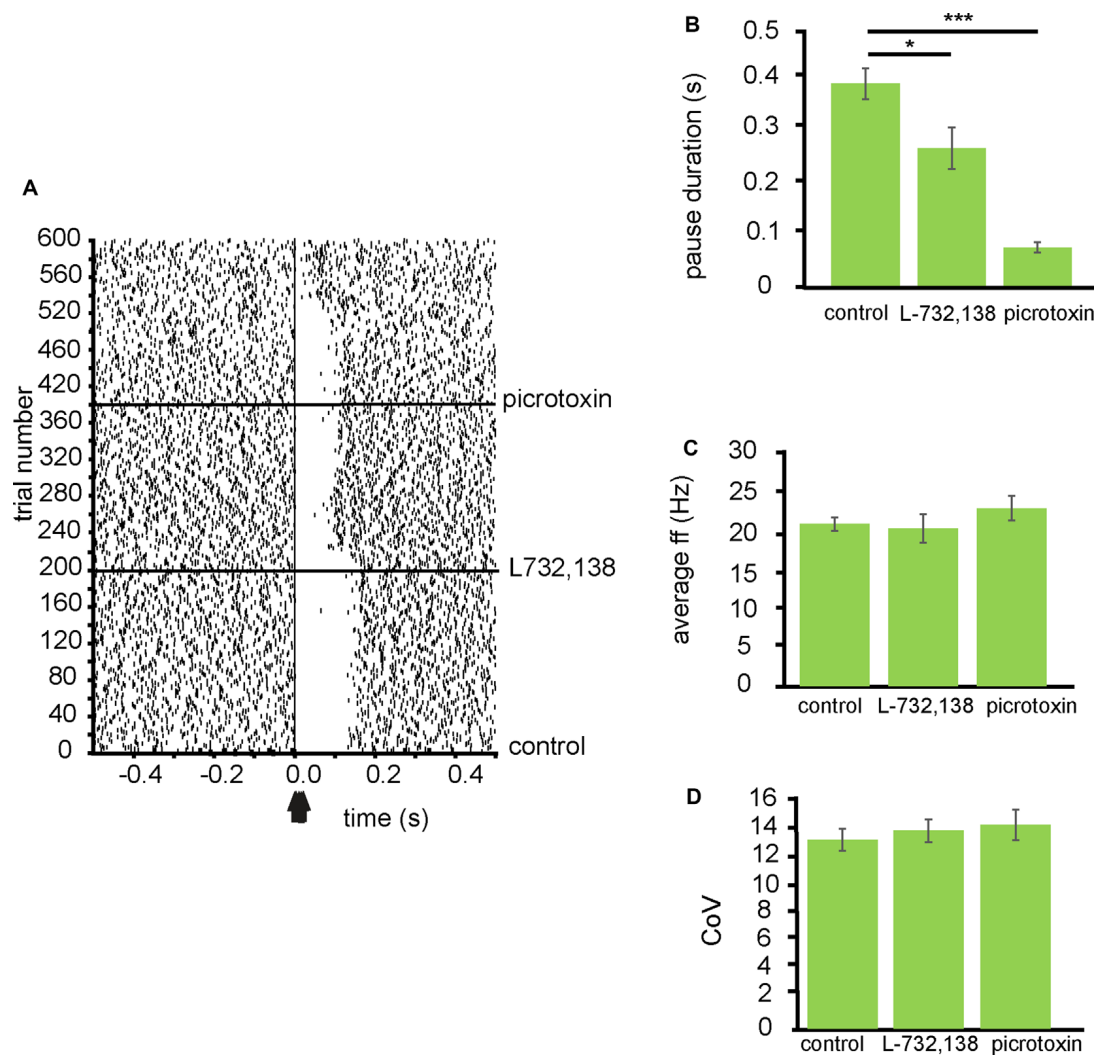 A
trial number
600
560
520
460
420
360
320
280
240
200
160
120
80
40
0
picrotoxin
L732,138
control
-0.4 -0.2 0.0 0.2 0.4
time (s)
B
***
*
pause duration (s)
0.5
0.4
0.3
0.2
0.1
0
control L-732,138 picrotoxin
C
average ff (Hz)
30
25
20
15
10
5
0
control L-732,138 picrotoxin
D
CoV
16
14
12
14
8
6
4
2
0
control L-732,138 picrotoxin